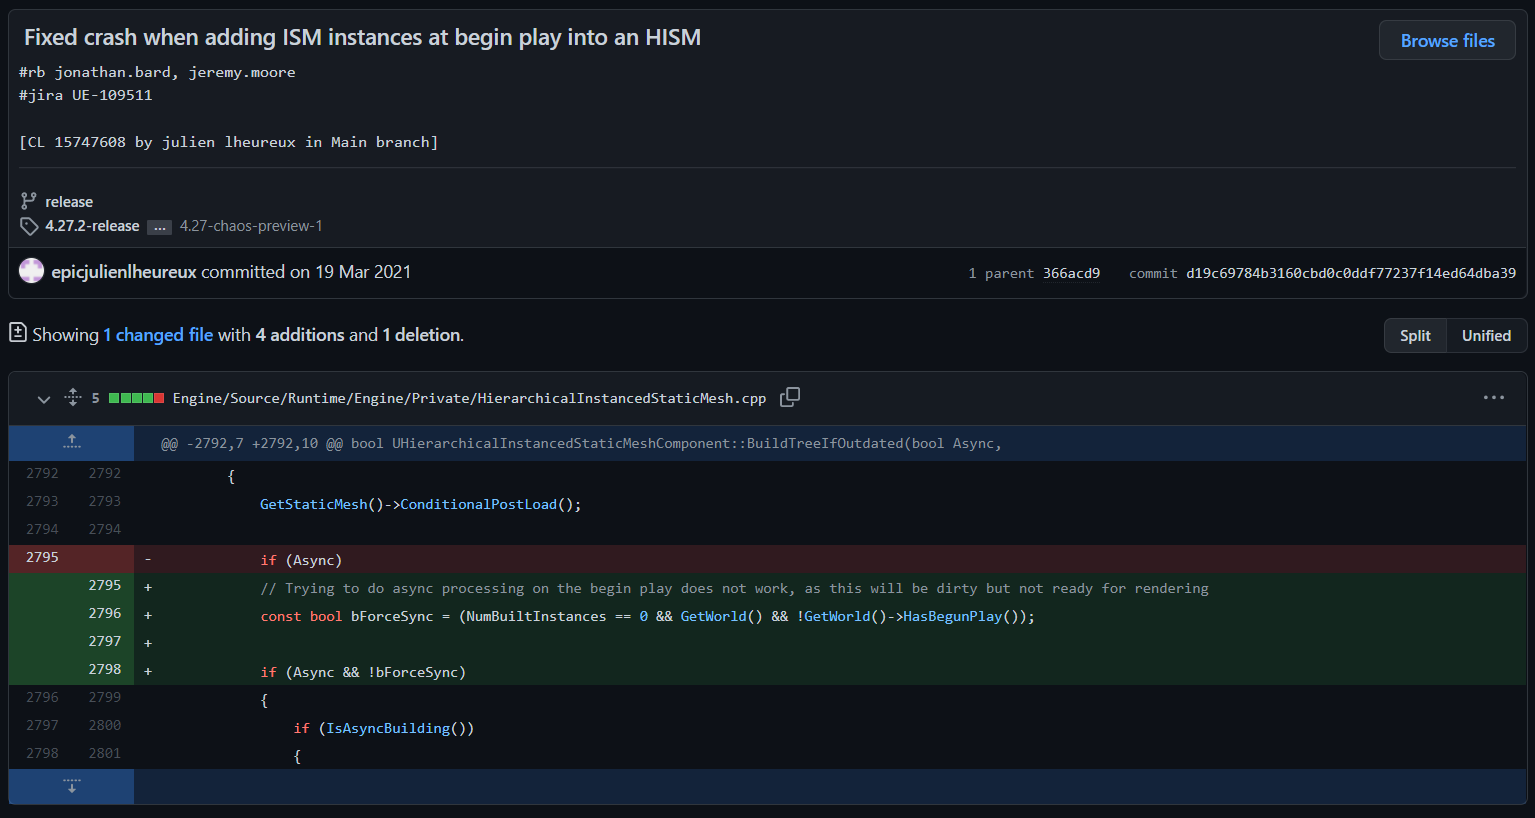 Fixed crash when adding ISM instances at begin play into an HISM
Browse files
#rb jonathan.bard, jeremy.moore
#jira UE-109511
[CL 15747608 by julien lheureux in Main branch]
release
4.27.2-release ... 4.27-chaos-preview-1
epicjulienlheureux committed on 19 Mar 2021 1 parent 366acd9 commit d19c69784b3160cbd0c0ddf77237f14ed64dba39
Showing 1 changed file with 4 additions and 1 deletion. Split Unified
5 Engine/Source/Runtime/Engine/Private/HierarchicalInstancedStaticMesh.cpp
@@ -2792,7 +2792,10 @@ bool UHierarchicalInstancedStaticMeshComponent::BuildTreeIfOutdated(bool Async,
2792 2792 {
2793 2793 GetStaticMesh()->ConditionalPostLoad();
2794 2794
2795 - if (Async)
2795 + // Trying to do async processing on the begin play does not work, as this will be dirty but not ready for rendering
2796 + const bool bForceSync = (NumBuiltInstances == 0 && GetWorld() && !GetWorld()->HasBegunPlay());
2797 +
2798 + if (Async && !bForceSync)
2796 2799 {
2797 2800 if (IsAsyncBuilding())
2798 2801 {